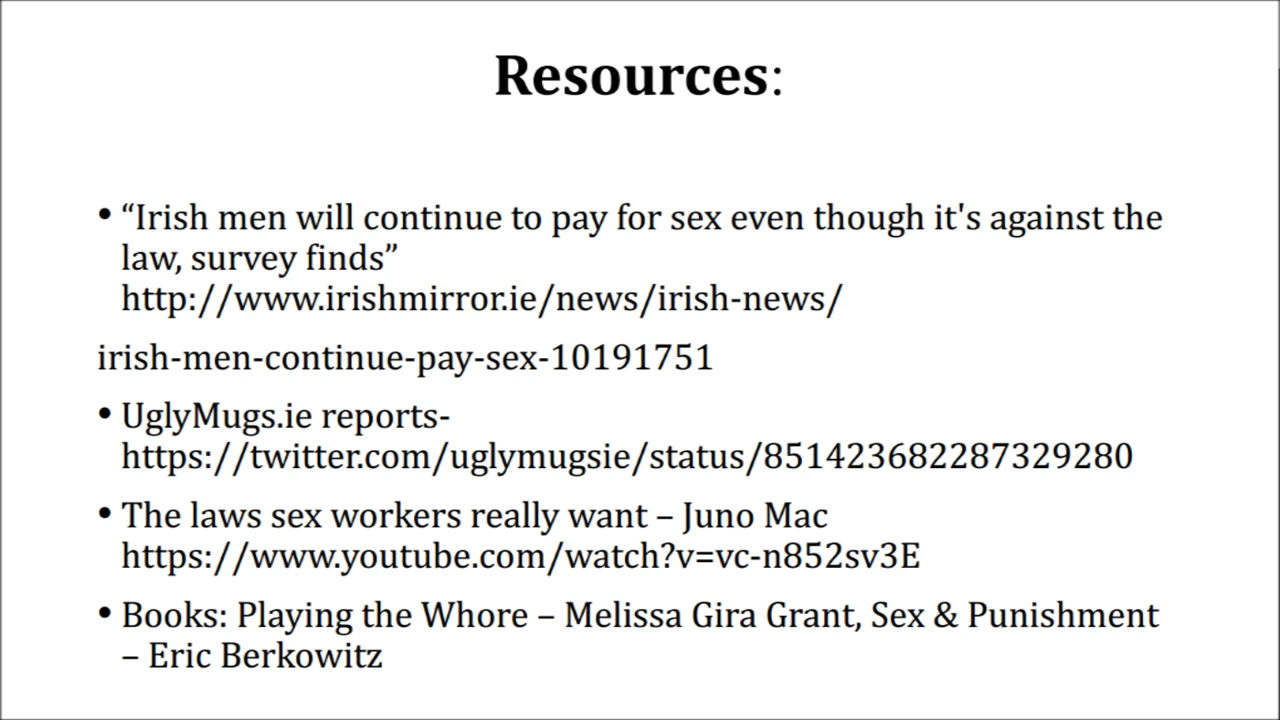 Resources:
• “Irish men will continue to pay for sex even though it's against the
law, survey finds”
http://www.irishmirror.ie/news/irish-news/
irish-men-continue-pay-sex-10191751
• UglyMugs.ie reports-
https://twitter.com/uglymugsie/status/851423682287329280
• The laws sex workers really want – Juno Mac
https://www.youtube.com/watch?v=vc-n852sv3E
• Books: Playing the Whore – Melissa Gira Grant, Sex & Punishment
– Eric Berkowitz